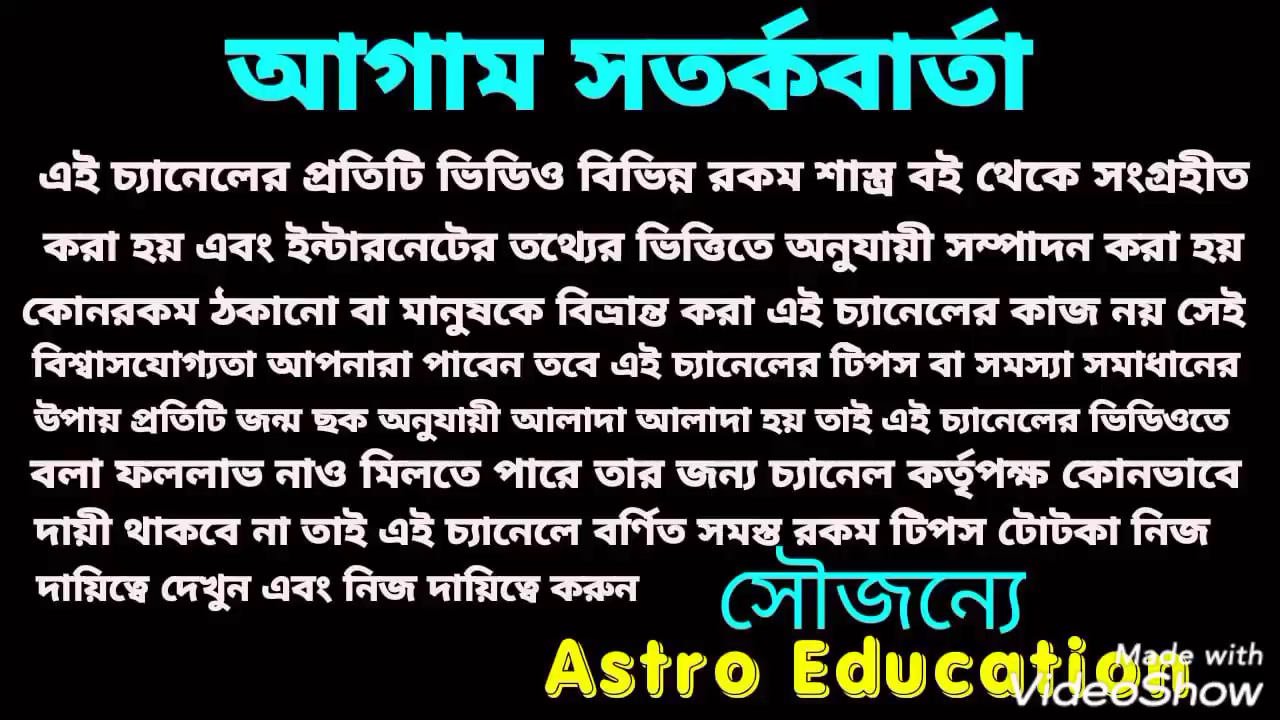 আগাম সতর্কবার্তা
এই চ্যানেলের প্রতিটি ভিডিও বিভিন্ন রকম শাস্ত্র বই থেকে সংগ্রহীত
করা হয় এবং ইন্টারনেটের তথ্যের ভিত্তিতে অনুযায়ী সম্পাদন করা হয়
কোনরকম ঠকানো বা মানুষকে বিভ্রান্ত করা এই চ্যানেলের কাজ নয় সেই
বিশ্বাসযোগ্যতা আপনারা পাবেন তবে এই চ্যানেলের টিপস বা সমস্যা সমাধানের
উপায় প্রতিটি জন্ম ছক অনুযায়ী আলাদা আলাদা হয় তাই এই চ্যানেলের ভিডিওতে
বলা ফললাভ নাও মিলতে পারে তার জন্য চ্যানেল কর্তৃপক্ষ কোনভাবে
দায়ী থাকবে না তাই এই চ্যানেলে বর্ণিত সমস্ত রকম টিপস টোটকা নিজ
দায়িত্বে দেখুন এবং নিজ দায়িত্বে করুন
সৌজন্যে
Astro Education
Made with
VideoShow